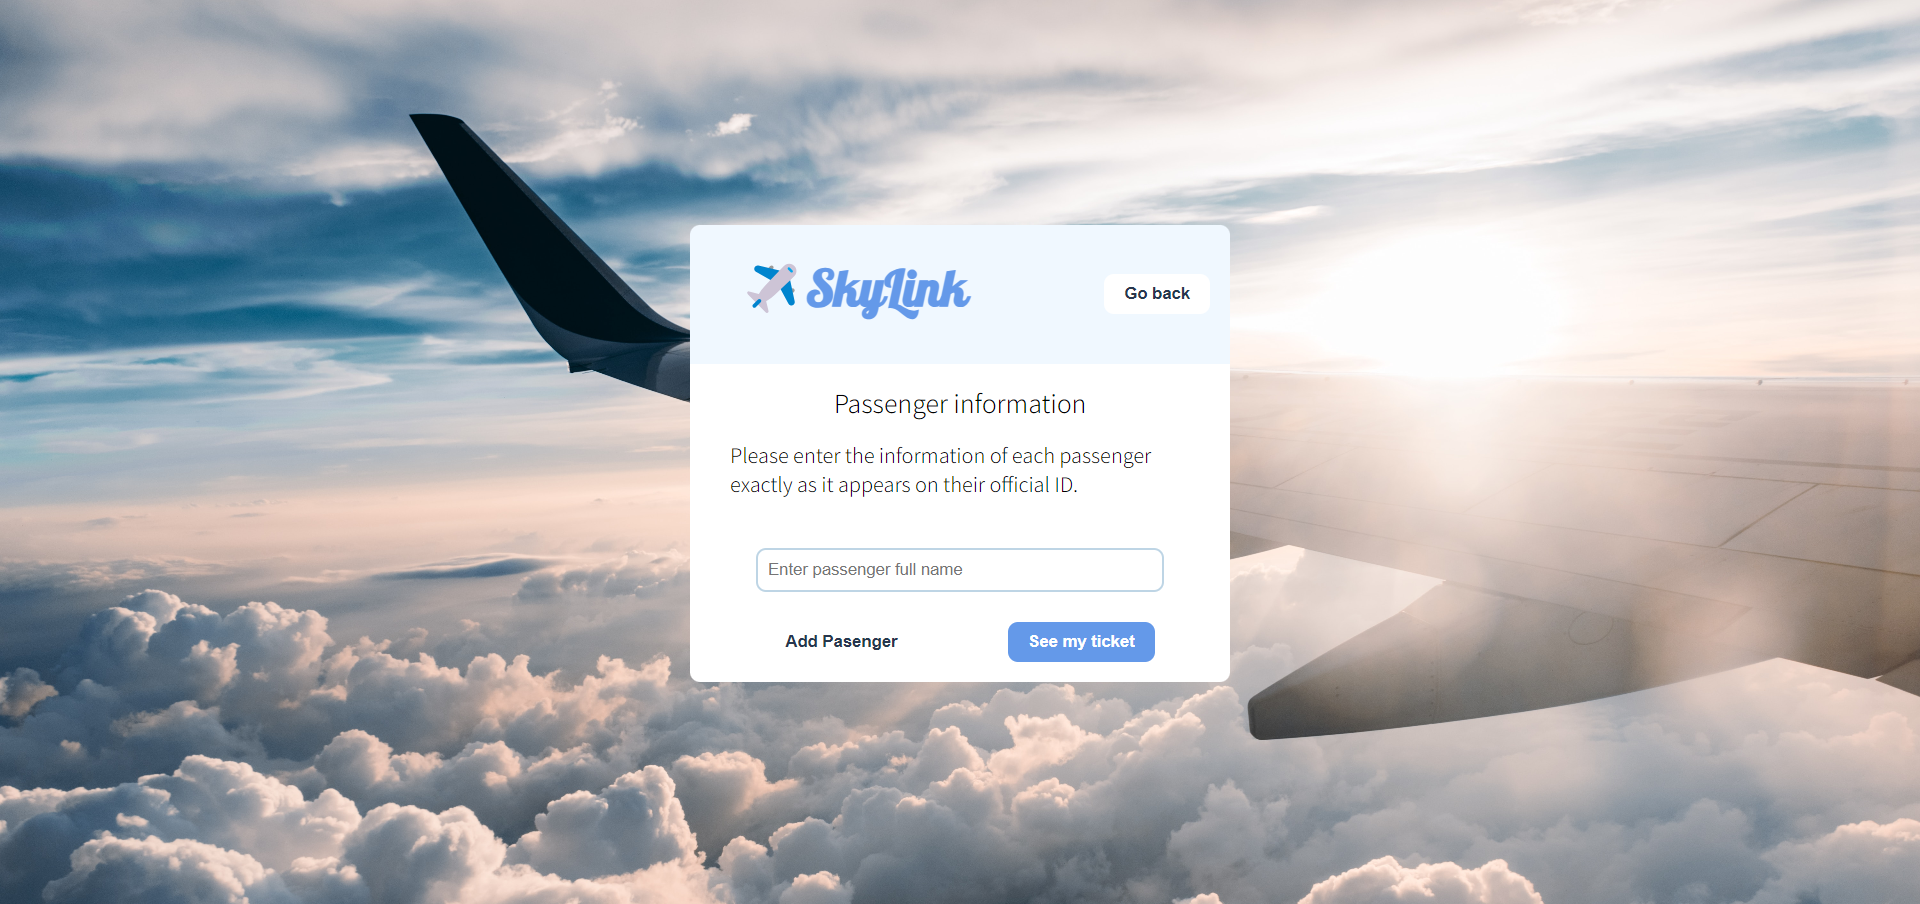 SkyLink
Go back
Passenger information
Please enter the information of each passenger
exactly as it appears on their official ID.
Enter passenger full name
Add Pasenger
See my ticket